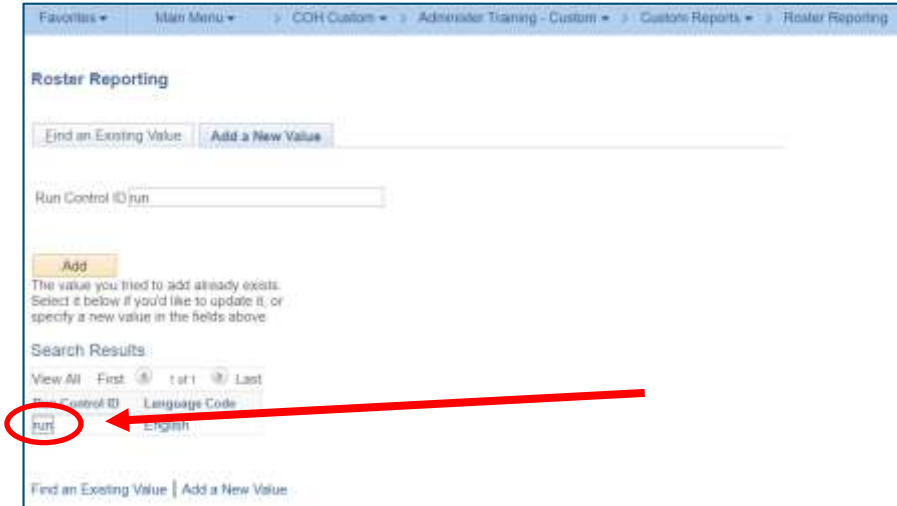 Favorites Main Menu COH Custom Administer Training - Custom Custom Reports Roster Reporting
Roster Reporting
Find an Existing Value Add a New Value
Run Control ID run
Add
The value you tried to add already exists.
Select it below if you'd like to update it, or
specify a new value in the fields above
Search Results
View All First 1 of 1 Last
Run Control ID Language Code
run English
Find an Existing Value | Add a New Value